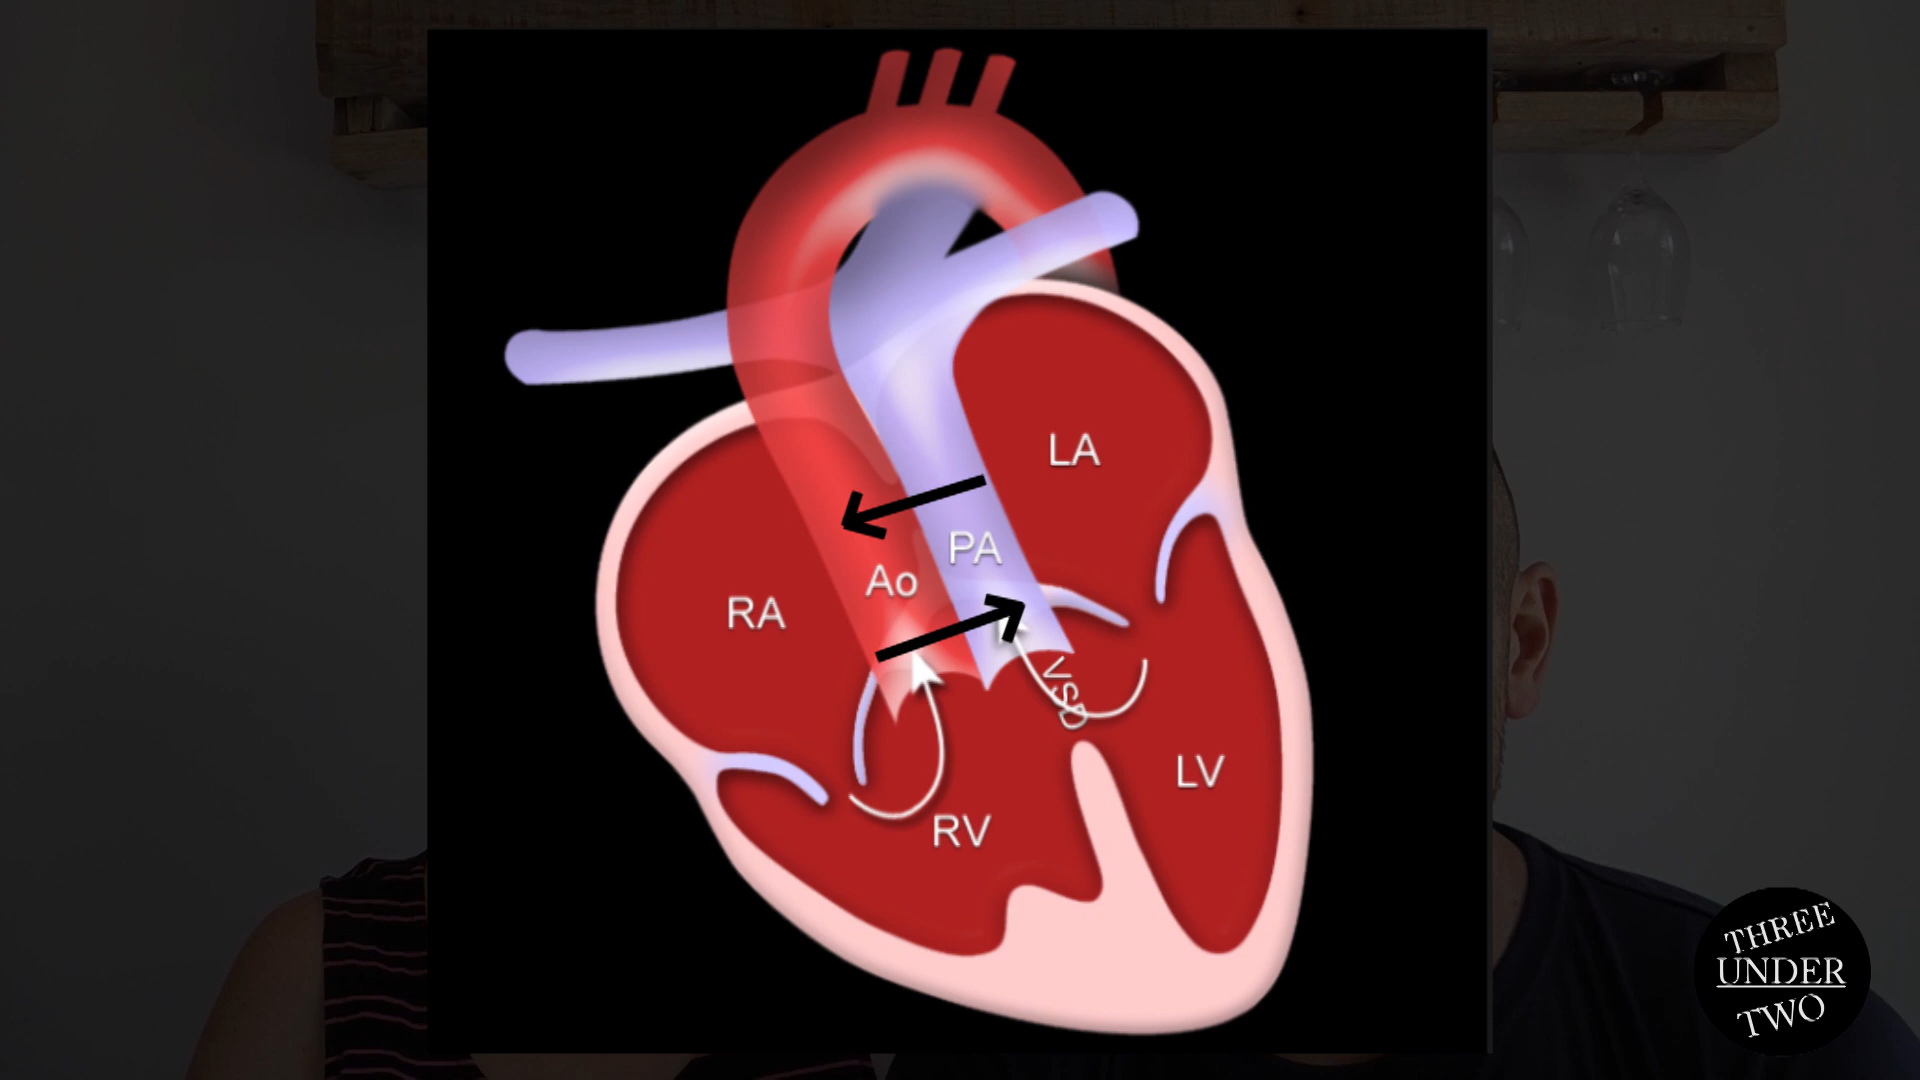 LA
PA
Ao
RA
VSD
LV
RV
THREE
UNDER
TWO